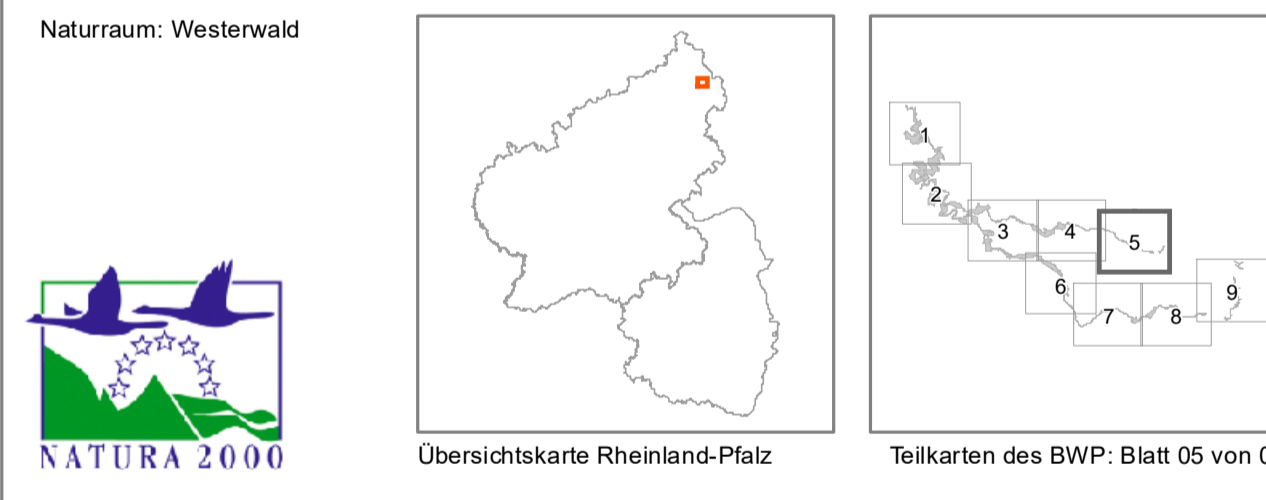 Naturraum: Westerwald
1
2
3
4
5
6
7
8
9
NATURA 2000
Übersichtskarte Rheinland-Pfalz
Teilkarten des BWP: Blatt 05 von